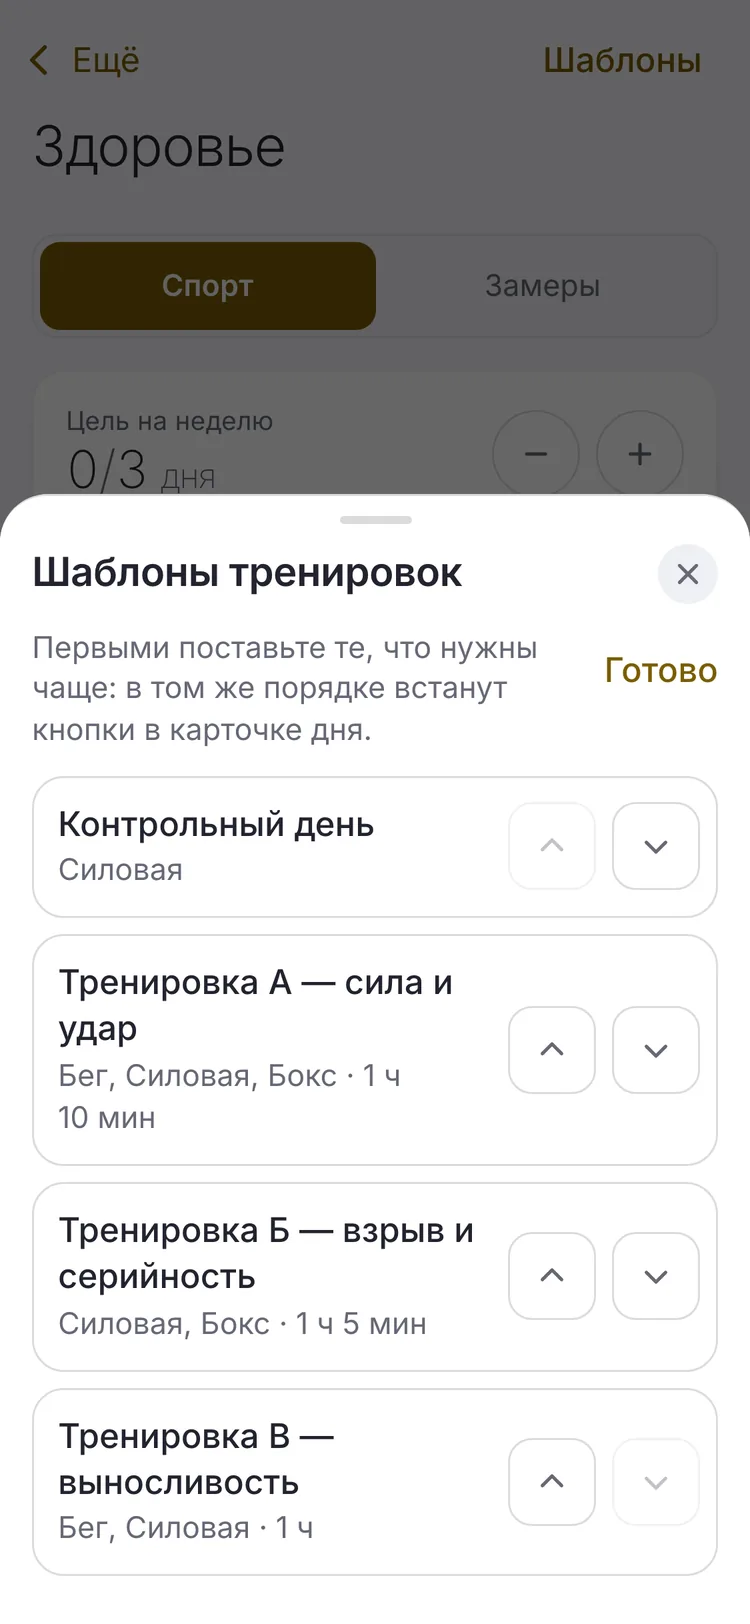 Ещё
Шаблоны
Здоровье
Спорт
Замеры
Цель на неделю
0/3 дня
Шаблоны тренировок
Первыми поставьте те, что нужны
чаще: в том же порядке встанут
кнопки в карточке дня.
Готово
Контрольный день
Силовая
Тренировка А — сила и
удар
Бег, Силовая, Бокс · 1 ч
10 мин
Тренировка Б — взрыв и
серийность
Силовая, Бокс · 1 ч 5 мин
Тренировка В —
выносливость
Бег, Силовая · 1 ч